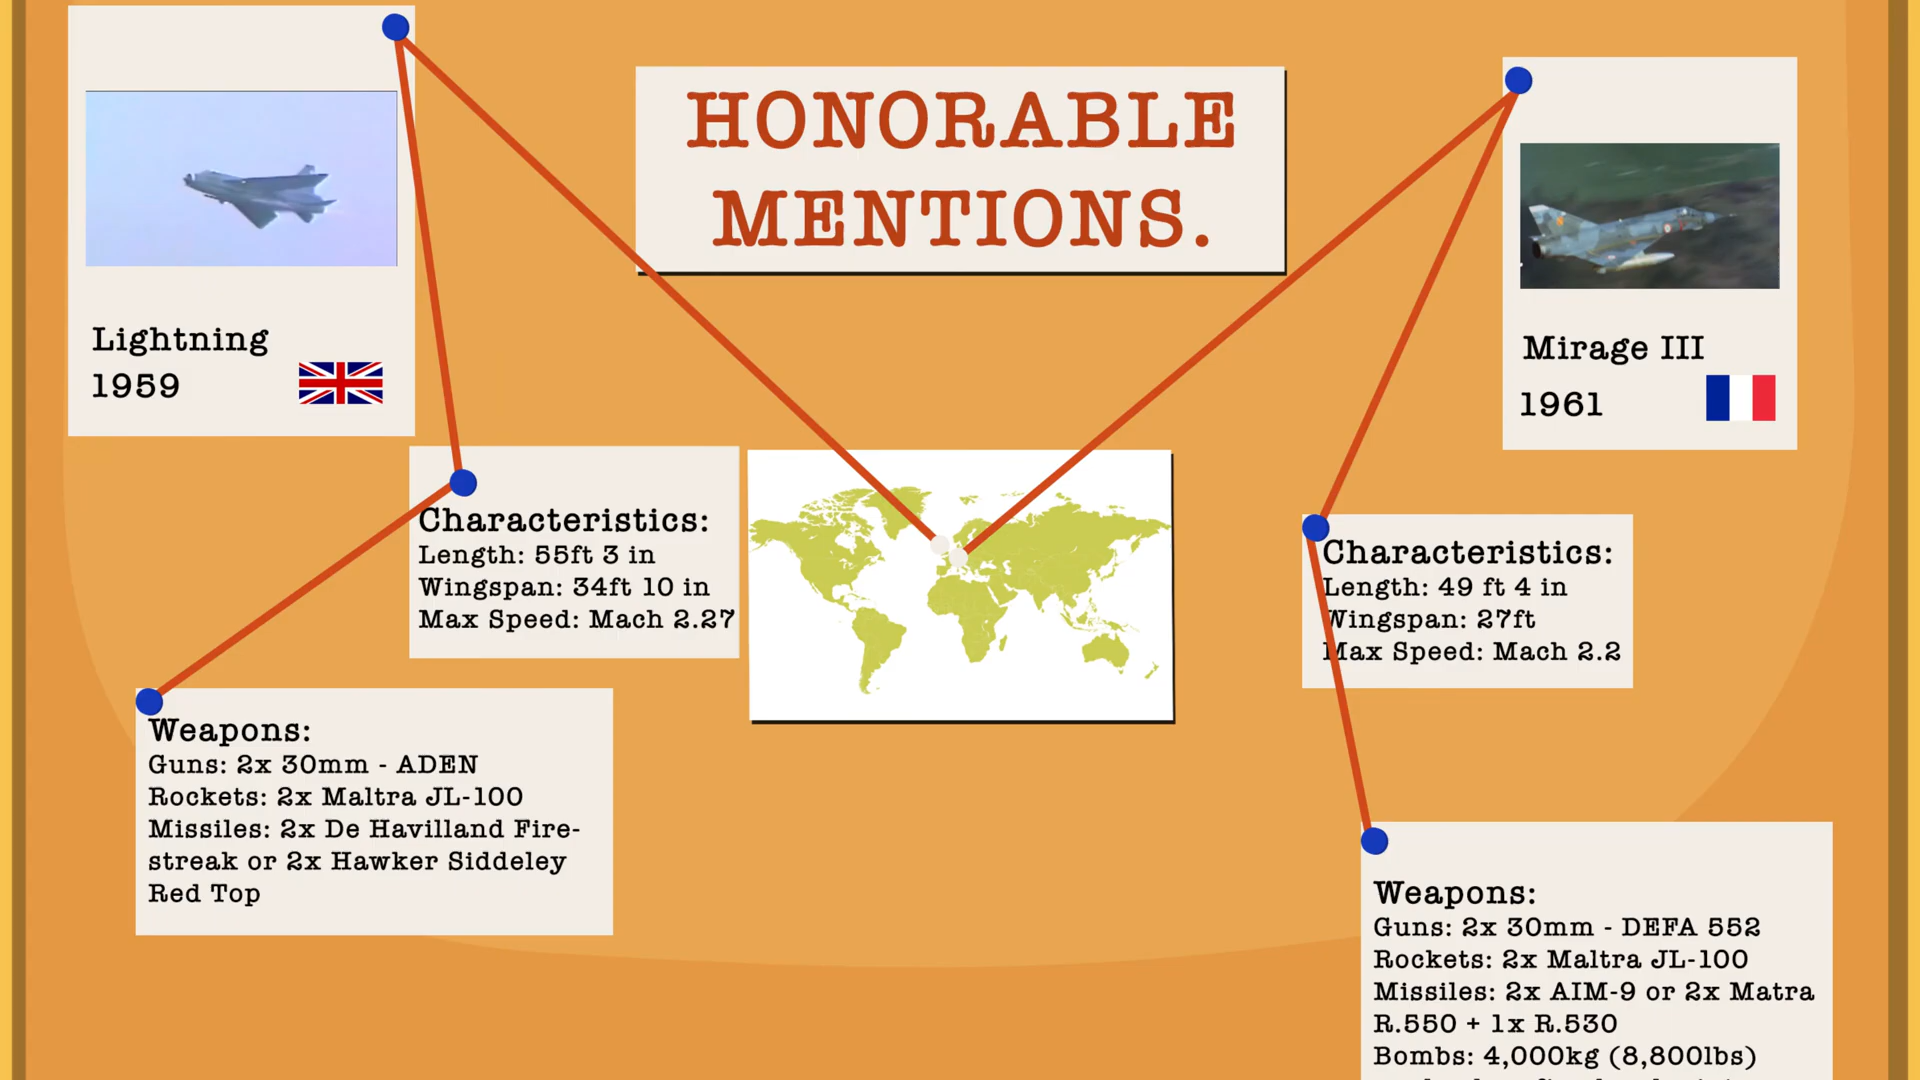 HONORABLE
MENTIONS.
Lightning
1959
Characteristics:
Length: 55ft 3 in
Wingspan: 34ft 10 in
Max Speed: Mach 2.27
Weapons:
Guns: 2x 30mm - ADEN
Rockets: 2x Maltra JL-100
Missiles: 2x De Havilland Fire-
streak or 2x Hawker Siddeley
Red Top
Mirage III
1961
Characteristics:
Length: 49 ft 4 in
Wingspan: 27ft
Max Speed: Mach 2.2
Weapons:
Guns: 2x 30mm - DEFA 552
Rockets: 2x Maltra JL-100
Missiles: 2x AIM-9 or 2x Matra
R.550 + 1x R.530
Bombs: 4,000kg (8,800lbs)